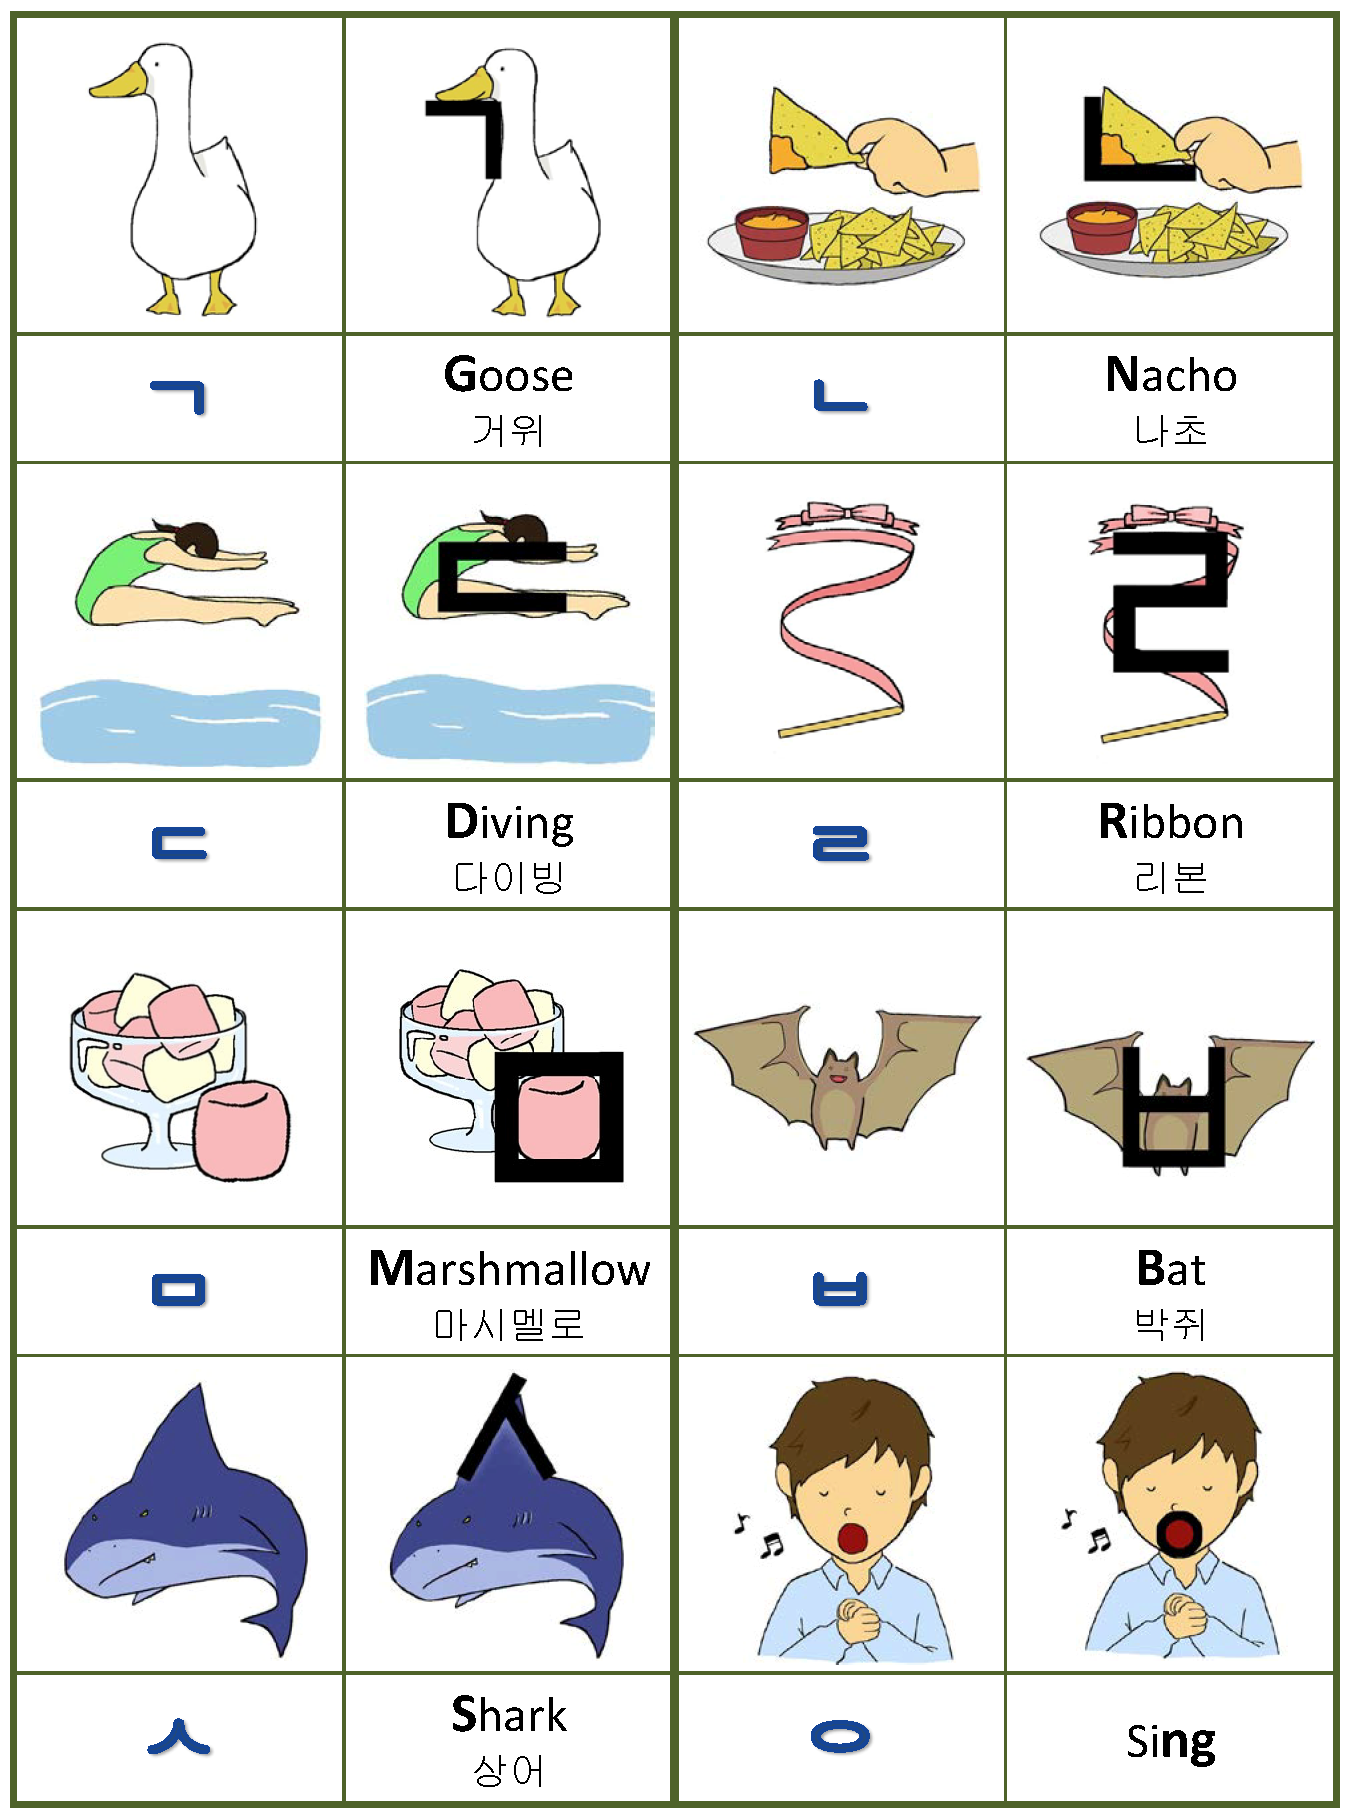 ㄱ
Goose
거위
ㄴ
Nacho
나초
ㄷ
Diving
다이빙
ㄹ
Ribbon
리본
ㅁ
Marshmallow
마시멜로
ㅂ
Bat
박쥐
ㅅ
Shark
상어
ㅇ
Sing